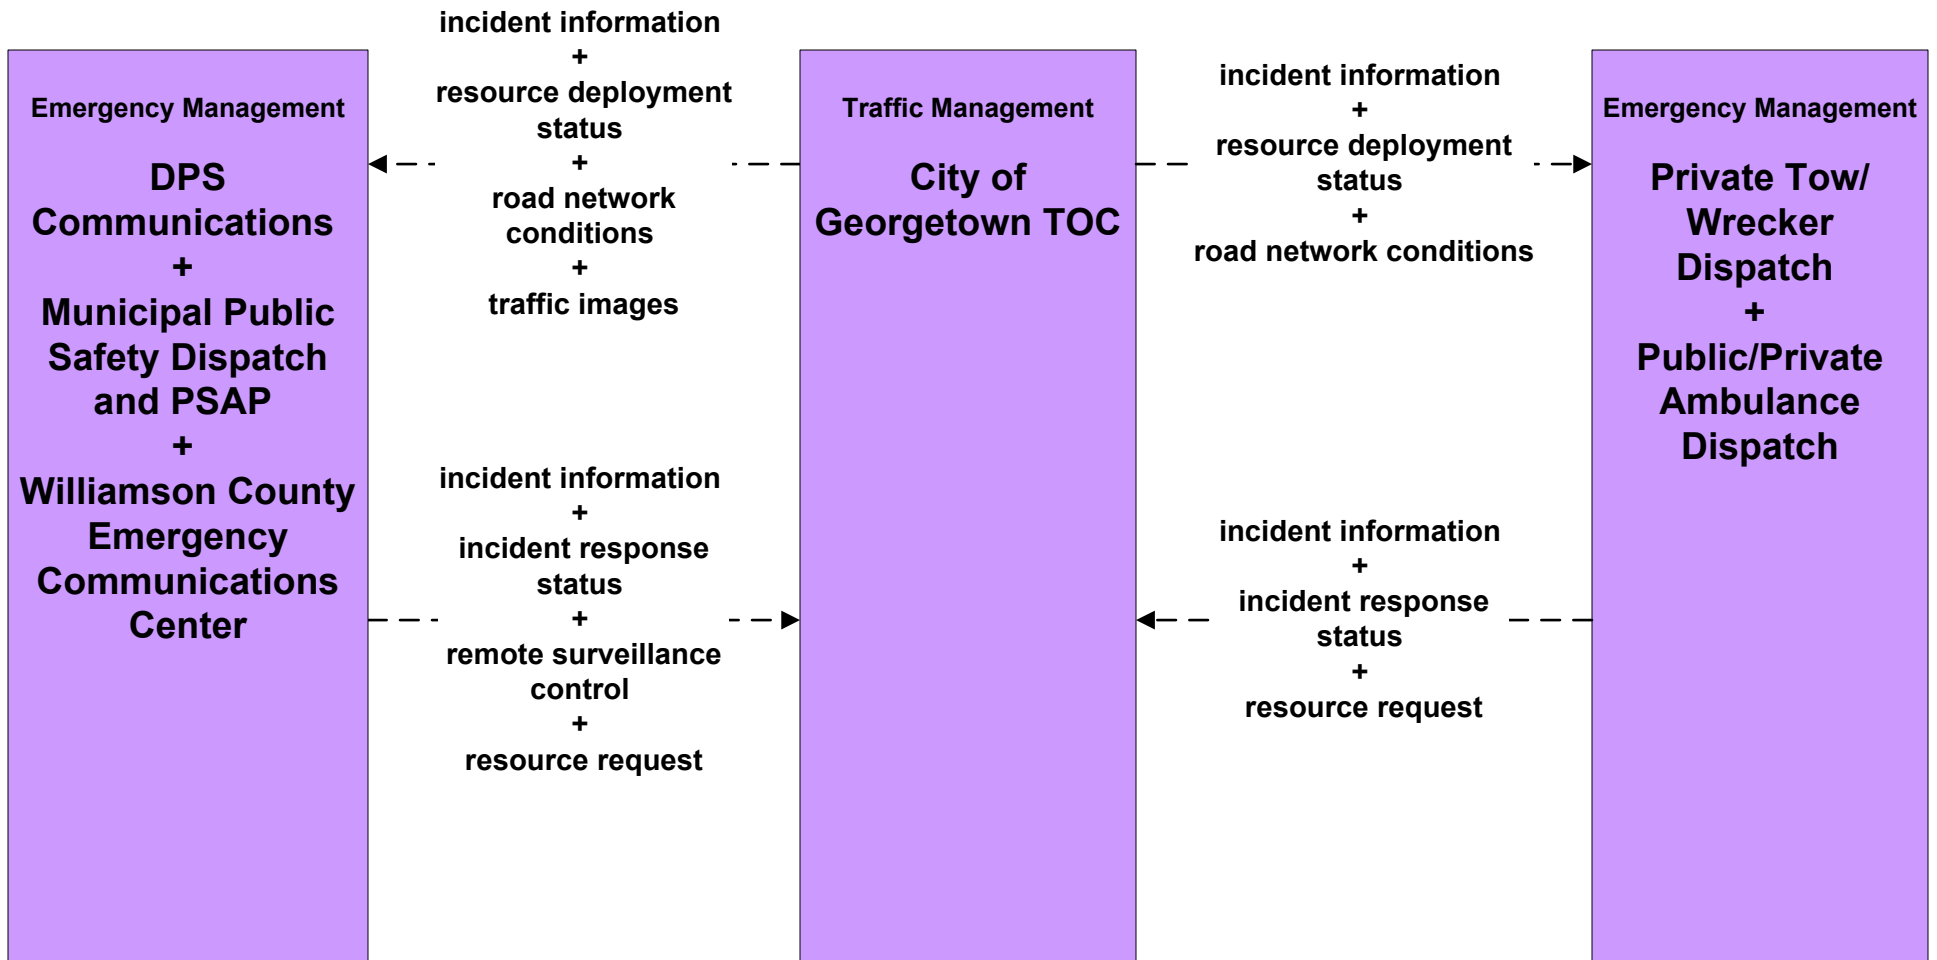 Emergency Management
DPS
Communications
+
Municipal Public
Safety Dispatch
and PSAP
+
Williamson County
Emergency
Communications
Center
incident information
+
resource deployment
status
+
road network
conditions
+
traffic images
incident information
+
incident response
status
+
remote surveillance
control
+
resource request
Traffic Management
City of
Georgetown TOC
incident information
+
resource deployment
status
+
road network conditions
incident information
+
incident response
status
+
resource request
Emergency Management
Private Tow/
Wrecker
Dispatch
+
Public/Private
Ambulance
Dispatch